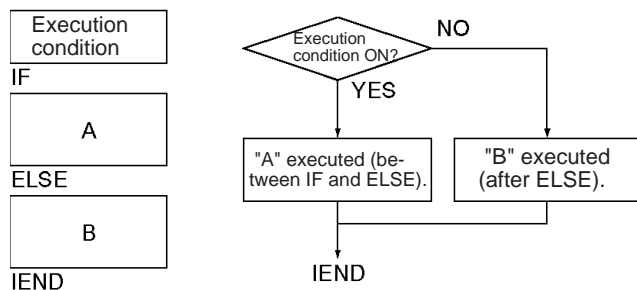 Execution
condition
IF
A
ELSE
B
IEND
Execution
condition ON?
NO
YES
"A" executed (be-
tween IF and ELSE).
"B" executed
(after ELSE).
IEND